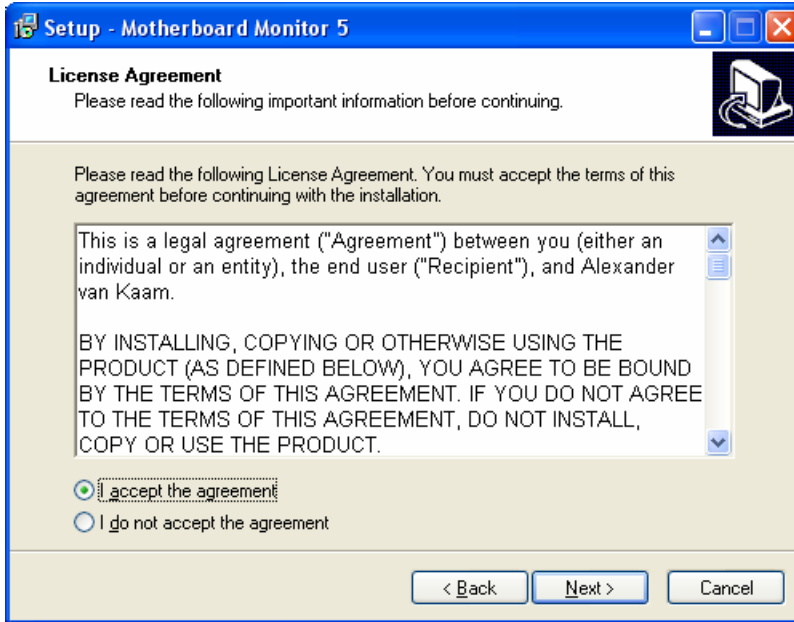 Setup - Motherboard Monitor 5
License Agreement
Please read the following important information before continuing.
Please read the following License Agreement. You must accept the terms of this
agreement before continuing with the installation.
This is a legal agreement ("Agreement") between you (either an
individual or an entity), the end user ("Recipient"), and Alexander
van Kaam.
BY INSTALLING, COPYING OR OTHERWISE USING THE
PRODUCT (AS DEFINED BELOW), YOU AGREE TO BE BOUND
BY THE TERMS OF THIS AGREEMENT. IF YOU DO NOT AGREE
TO THE TERMS OF THIS AGREEMENT, DO NOT INSTALL,
COPY OR USE THE PRODUCT.
I accept the agreement
I do not accept the agreement
< Back Next > Cancel